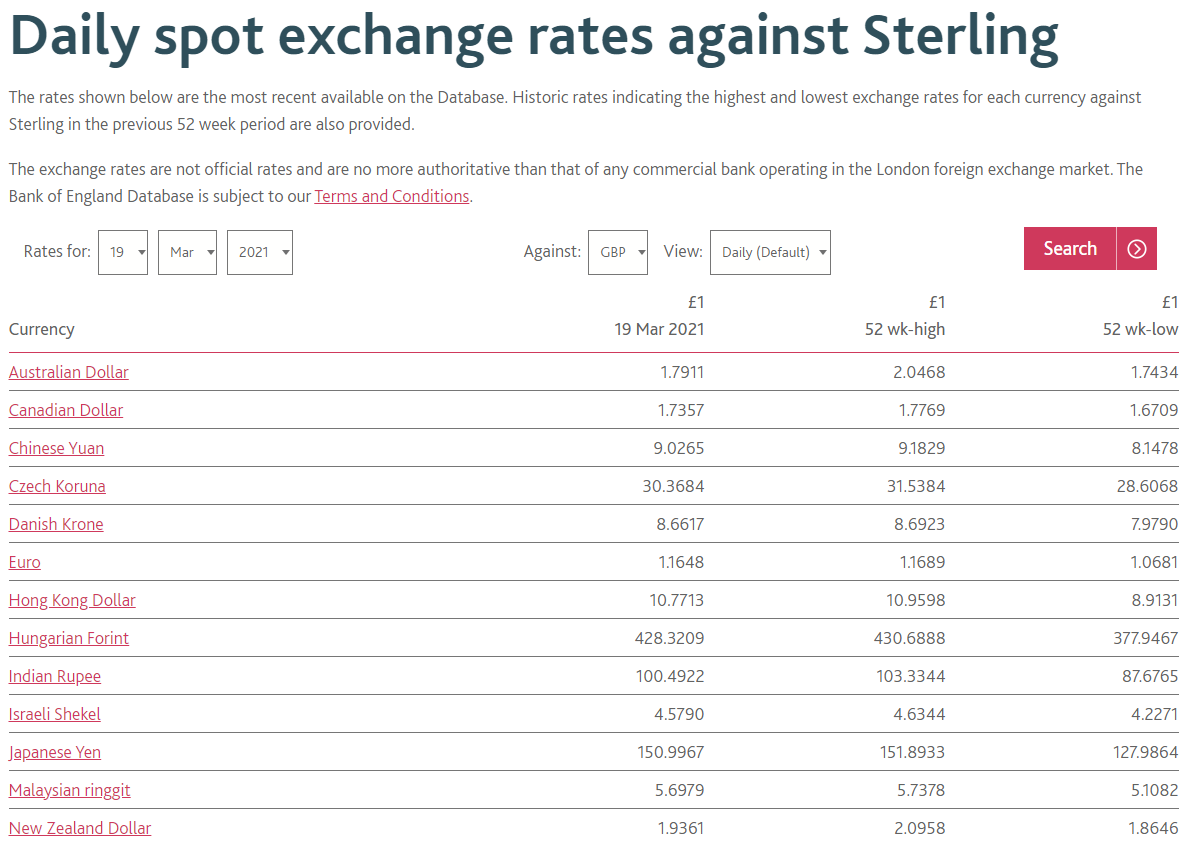 Daily spot exchange rates against Sterling
The rates shown below are the most recent available on the Database. Historic rates indicating the highest and lowest exchange rates for each currency against
Sterling in the previous 52 week period are also provided.
The exchange rates are not official rates and are no more authoritative than that of any commercial bank operating in the London foreign exchange market. The
Bank of England Database is subject to our Terms and Conditions.
Rates for: 19 Mar 2021 Against: GBP View: Daily (Default) Search
£1 £1 £1
Currency 19 Mar 2021 52 wk-high 52 wk-low
Australian Dollar 1.7911 2.0468 1.7434
Canadian Dollar 1.7357 1.7769 1.6709
Chinese Yuan 9.0265 9.1829 8.1478
Czech Koruna 30.3684 31.5384 28.6068
Danish Krone 8.6617 8.6923 7.9790
Euro 1.1648 1.1689 1.0681
Hong Kong Dollar 10.7713 10.9598 8.9131
Hungarian Forint 428.3209 430.6888 377.9467
Indian Rupee 100.4922 103.3344 87.6765
Israeli Shekel 4.5790 4.6344 4.2271
Japanese Yen 150.9967 151.8933 127.9864
Malaysian ringgit 5.6979 5.7378 5.1082
New Zealand Dollar 1.9361 2.0958 1.8646